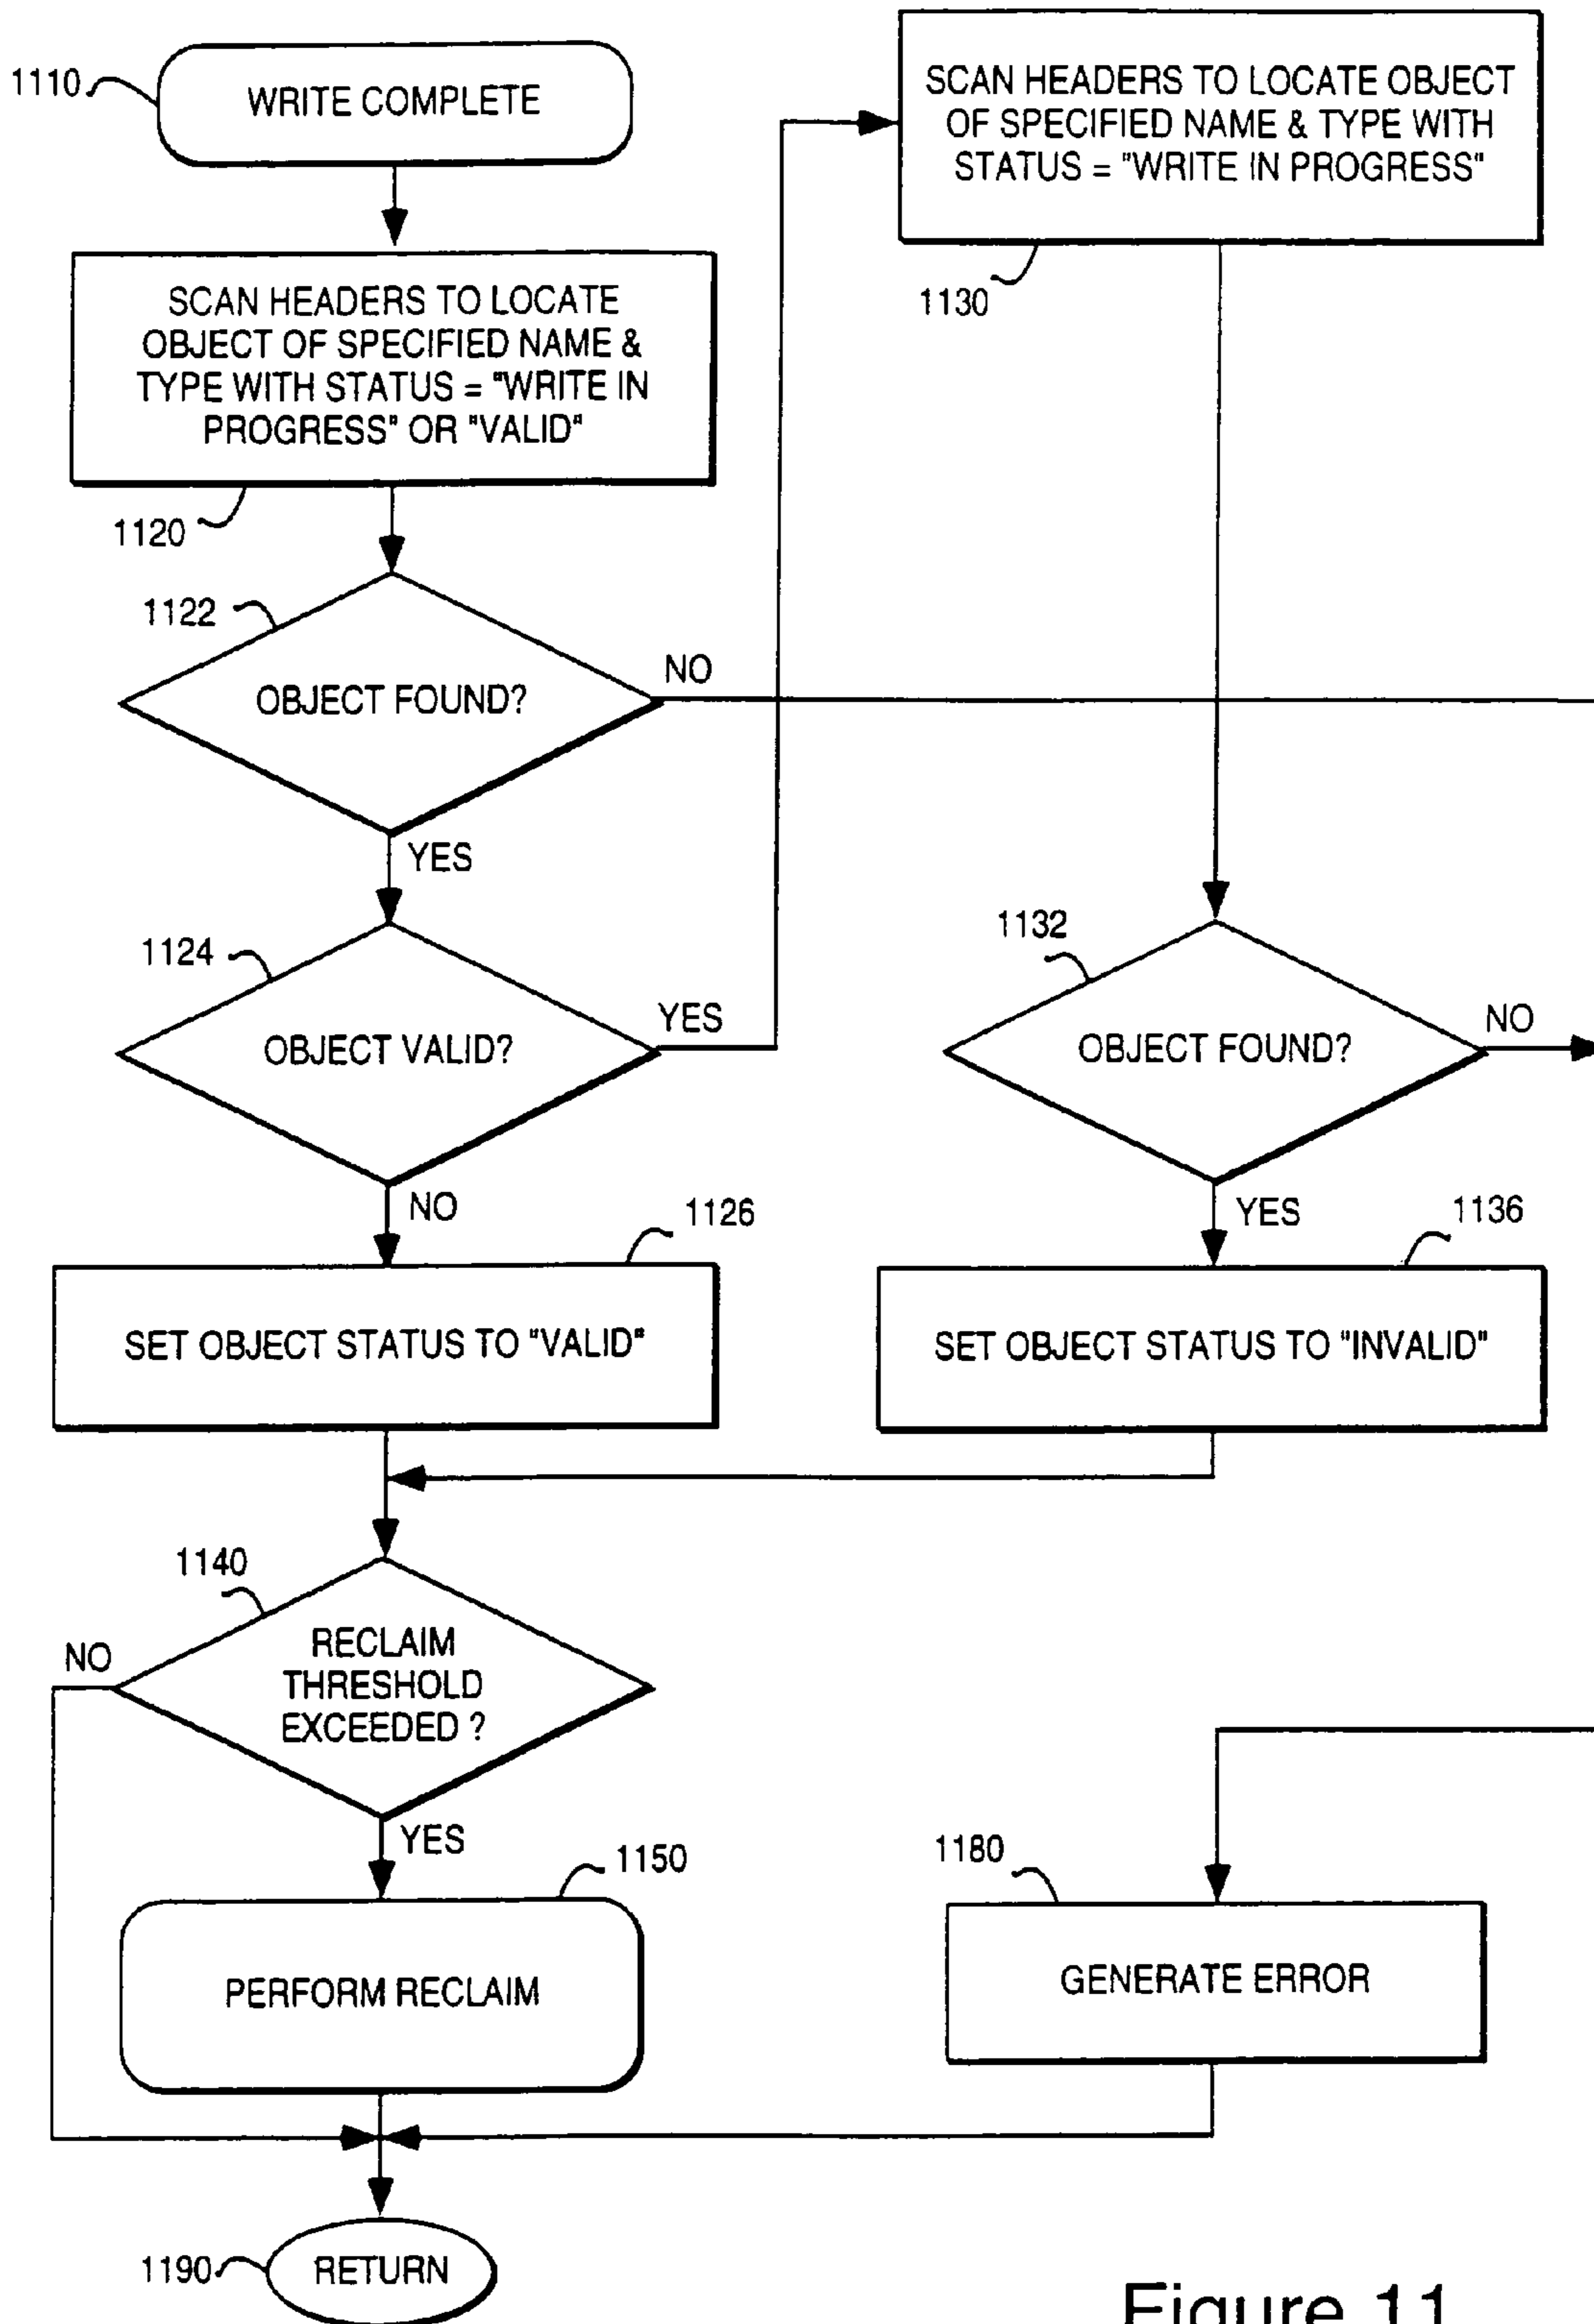 1110
WRITE COMPLETE
SCAN HEADERS TO LOCATE OBJECT
OF SPECIFIED NAME & TYPE WITH
STATUS = "WRITE IN PROGRESS"
1130
SCAN HEADERS TO LOCATE
OBJECT OF SPECIFIED NAME &
TYPE WITH STATUS = "WRITE IN
PROGRESS" OR "VALID"
1120
1122
OBJECT FOUND?
NO
YES
1124
OBJECT VALID?
YES
NO
1132
OBJECT FOUND?
NO
YES
1126
SET OBJECT STATUS TO "VALID"
1136
SET OBJECT STATUS TO "INVALID"
1140
RECLAIM
THRESHOLD
EXCEEDED ?
NO
YES
1150
PERFORM RECLAIM
1180
GENERATE ERROR
1190
RETURN
Figure 11